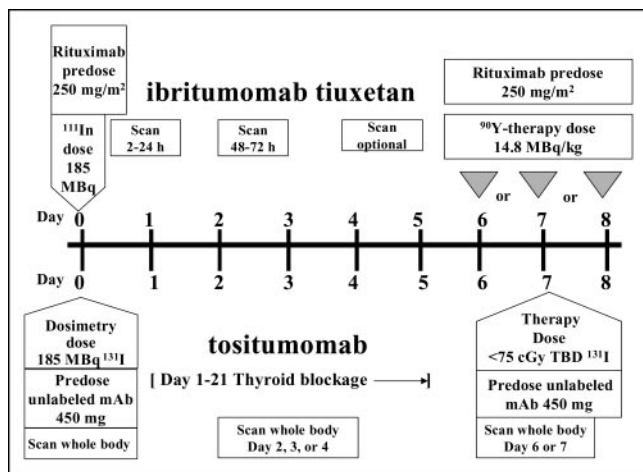 Rituximab
predose
250 mg/m²
ibritumomab tiuxetan
Rituximab predose
250 mg/m²
¹¹¹In
dose
185
MBq
Scan
2-24 h
Scan
48-72 h
Scan
optional
⁹⁰Y-therapy dose
14.8 MBq/kg
or or
Day 0 1 2 3 4 5 6 7 8
Day 0 1 2 3 4 5 6 7 8
Dosimetry
dose
185 MBq ¹³¹I
Predose
unlabeled mAb
450 mg
Scan whole body
tositumomab
[ Day 1-21 Thyroid blockage
Scan whole body
Day 2, 3, or 4
Therapy
Dose
<75 cGy TBD ¹³¹I
Predose unlabeled
mAb 450 mg
Scan whole body
Day 6 or 7